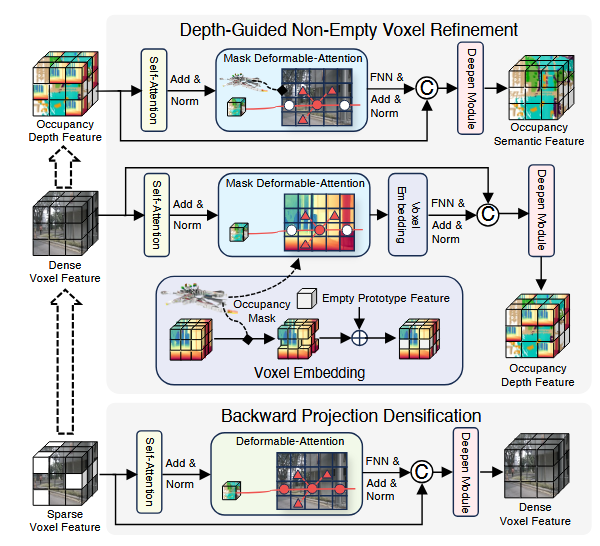 Depth-Guided Non-Empty Voxel Refinement
Occupancy
Depth Feature
Self-Attention
Add &
Norm
Mask Deformable-Attention
FNN &
Add &
Norm
C
Deepen Module
Occupancy
Semantic Feature
Dense
Voxel Feature
Self-Attention
Add &
Norm
Mask Deformable-Attention
Voxel
Embedding
FNN &
Add &
Norm
C
Deepen Module
Occupancy
Mask
Empty Prototype Feature
Voxel Embedding
Occupancy
Depth Feature
Backward Projection Densification
Sparse
Voxel Feature
Self-Attention
Add &
Norm
Deformable-Attention
FNN &
Add &
Norm
C
Deepen Module
Dense
Voxel Feature